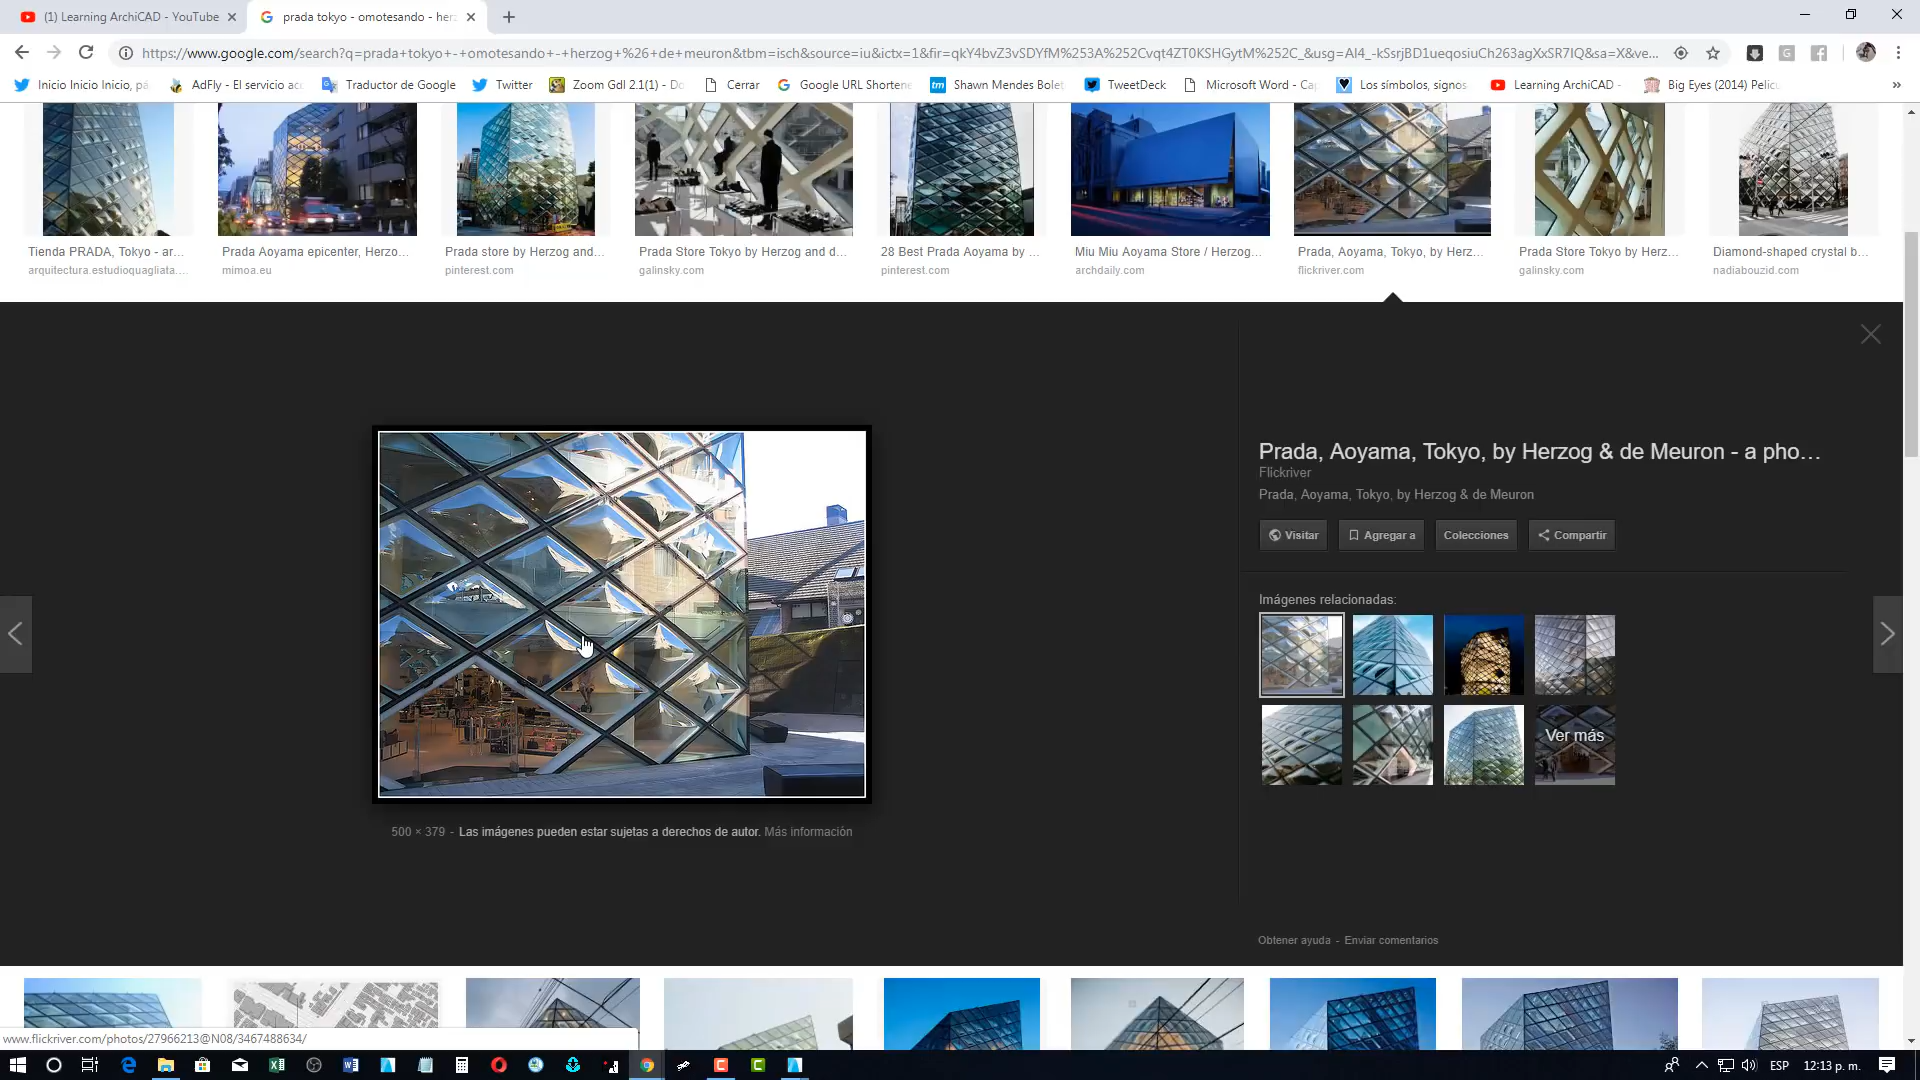 (1) Learning ArchiCAD - YouTube
prada tokyo - omotesando - her
https://www.google.com/search?q=prada+tokyo+-+omotesando+-+herzog+%26+de+meuron&tbm=isch&source=iu&ictx=1&fir=qkY4bvZ3vSDYfM%253A%252Cvqt4ZT0KSHGytM%252C_&usg=AI4_-kSsrjBD1ueqosiuCh263agXxSR7IQ&sa=X&ve...
Inicio Inicio Inicio, pá
AdFly - El servicio ac
Traductor de Google
Twitter
Zoom Gdl 2.1(1) - Do
Cerrar
Google URL Shortene
Shawn Mendes Bolet
TweetDeck
Microsoft Word - Ca
Los símbolos, signos
Learning ArchiCAD -
Big Eyes (2014) Pelic
Tienda PRADA, Tokyo - ar...
arquitectura.estudioquagliata....
Prada Aoyama epicenter, Herzo...
mimoa.eu
Prada store by Herzog and...
pinterest.com
Prada Store Tokyo by Herzog and d...
galinsky.com
28 Best Prada Aoyama by ...
pinterest.com
Miu Miu Aoyama Store / Herzog...
archdaily.com
Prada, Aoyama, Tokyo, by Herz...
flickriver.com
Prada Store Tokyo by Herz...
galinsky.com
Diamond-shaped crystal b...
nadiabouzid.com
Prada, Aoyama, Tokyo, by Herzog & de Meuron - a pho...
Flickriver
Prada, Aoyama, Tokyo, by Herzog & de Meuron
Visitar
Agregar a
Colecciones
Compartir
Imágenes relacionadas:
Ver más
500 × 379 - Las imágenes pueden estar sujetas a derechos de autor. Más información
Obtener ayuda - Enviar comentarios
www.flickriver.com/photos/27966213@N08/3467488634/
ESP
12:13 p. m.